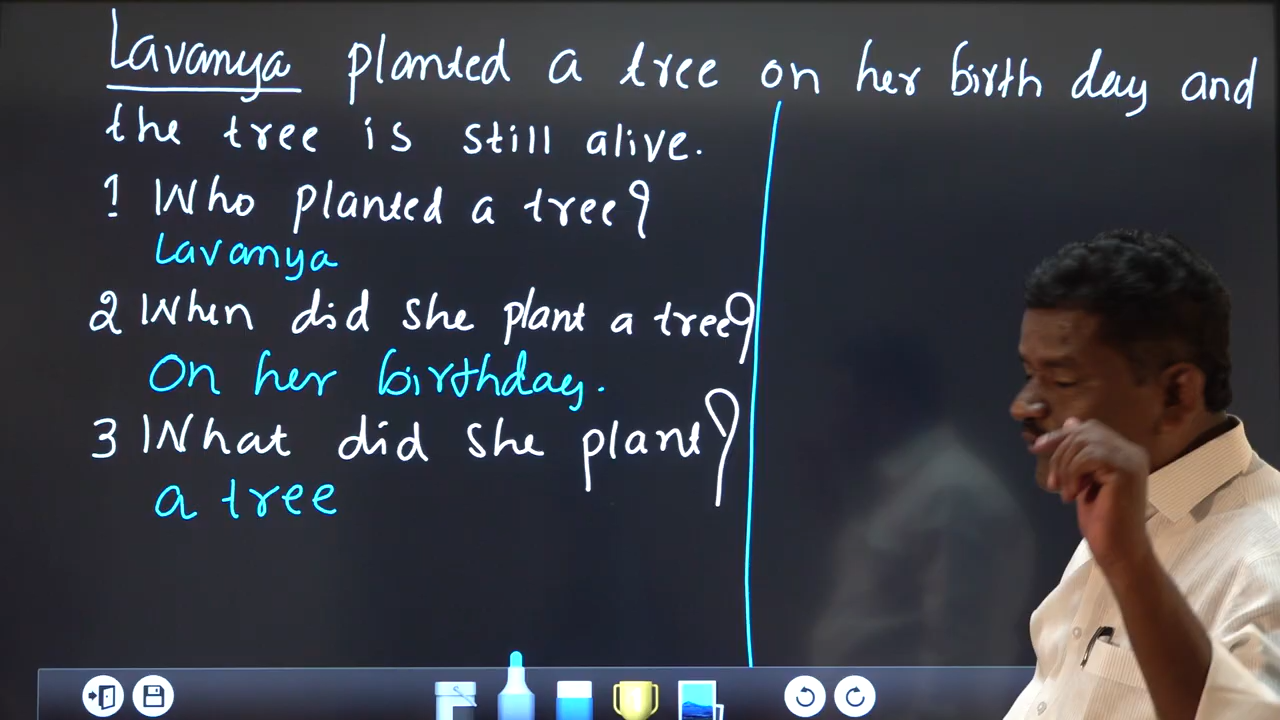 Lavanya planted a tree on her birth day and
the tree is still alive.
1 Who planted a tree?
Lavanya
2 When did she plant a tree?
On her birthday.
3 What did she plant?
a tree